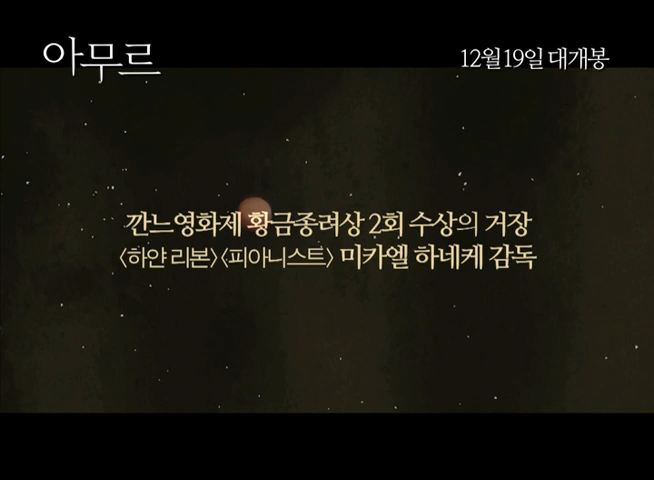 아무르
12월 19일 대개봉
깐느영화제 황금종려상 2회 수상의 거장
<하얀 리본> <피아니스트> 미카엘 하네케 감독